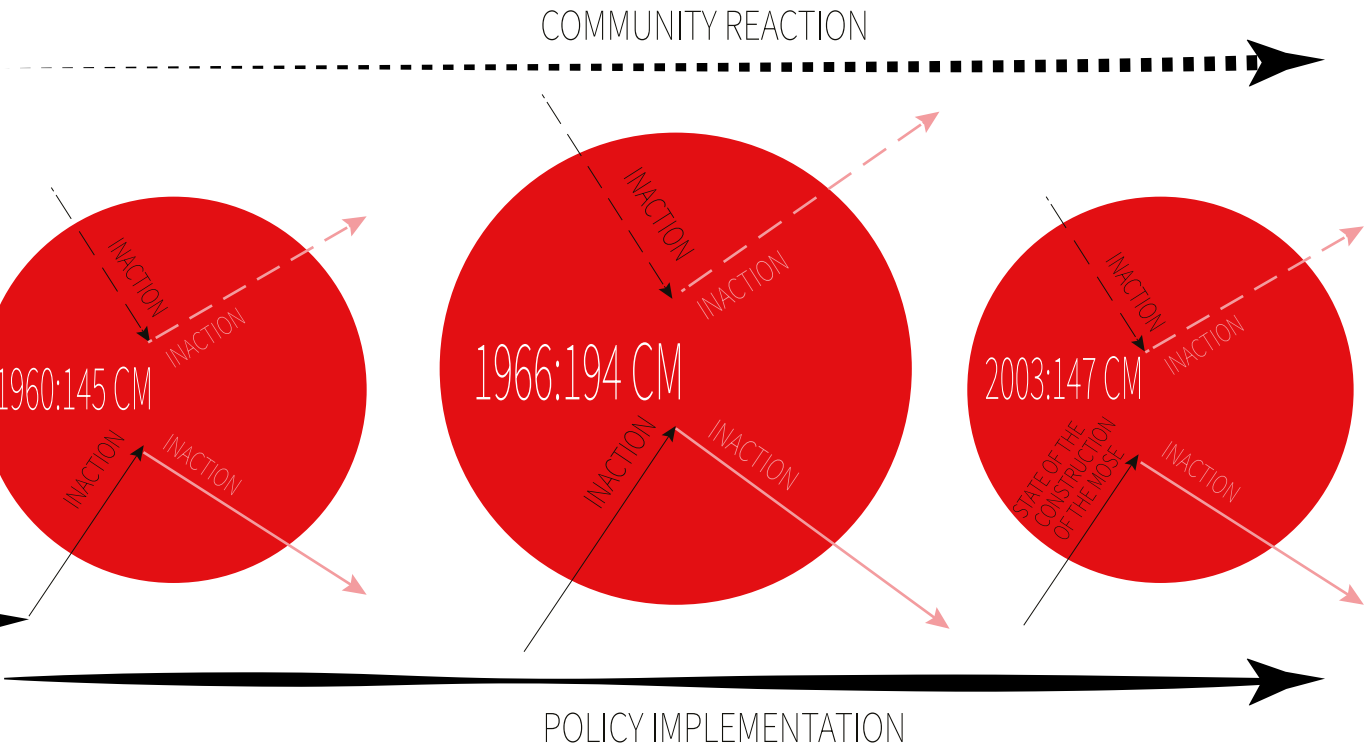 COMMUNITY REACTION
INACTION
INACTION
1960:145 CM
INACTION
INACTION
INACTION
INACTION
1966:194 CM
INACTION
INACTION
INACTION
INACTION
2003:147 CM
STATE OF THE
CONSTRUCTION
OF THE MOSE
INACTION
POLICY IMPLEMENTATION